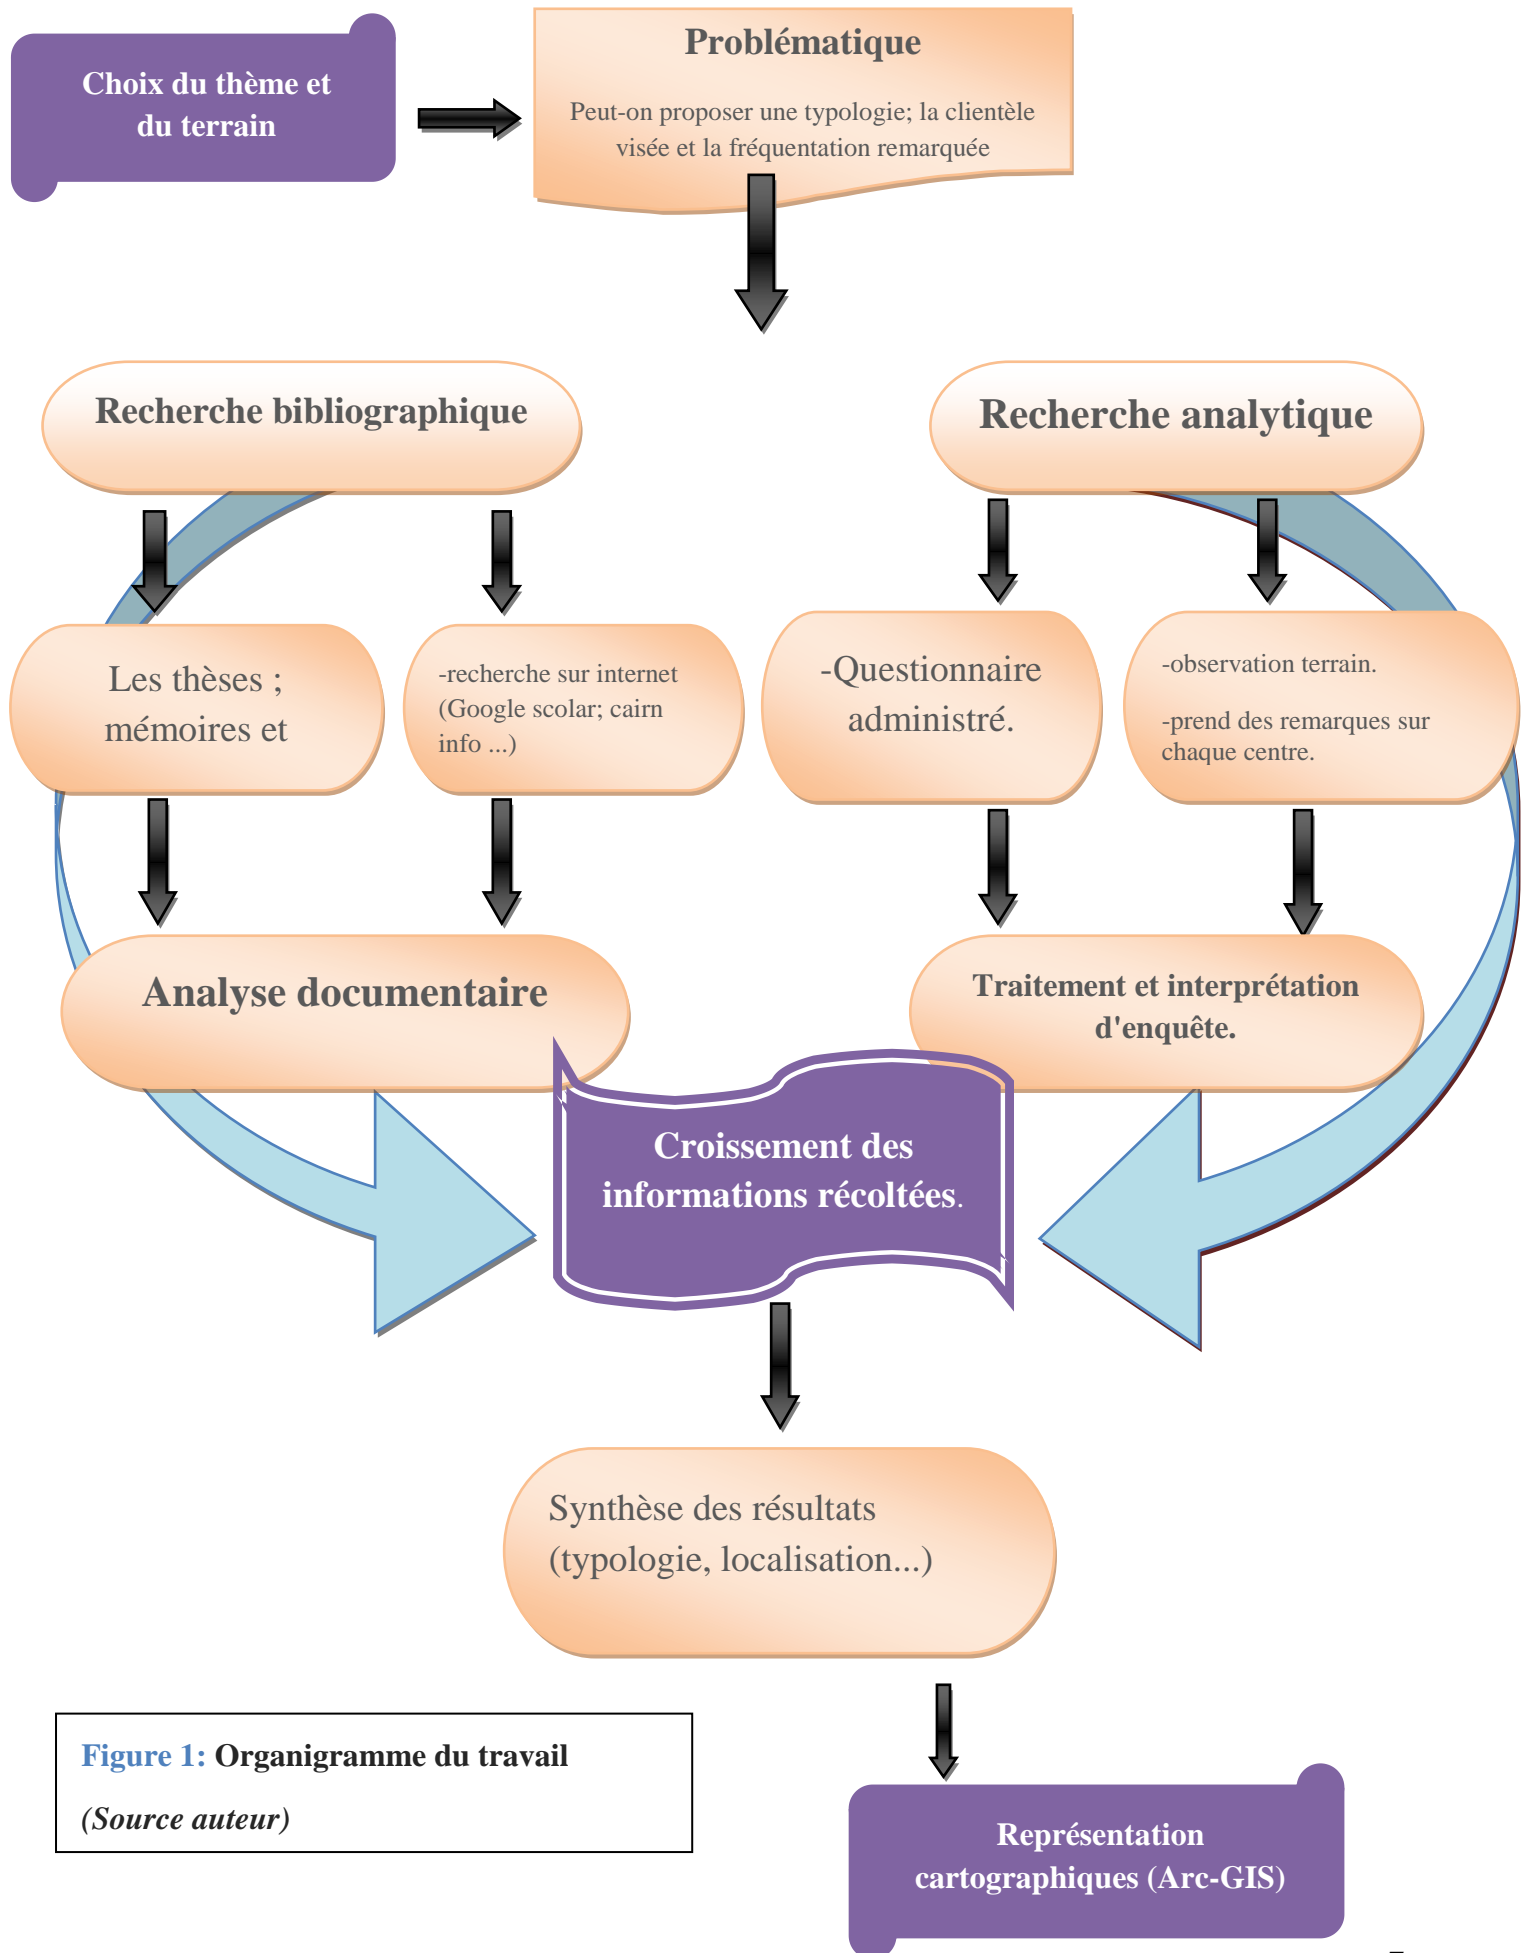 Choix du thème et
du terrain
Problématique
Peut-on proposer une typologie; la clientèle
visée et la fréquentation remarquée
Recherche bibliographique
Recherche analytique
Les thèses ;
mémoires et
-recherche sur internet
(Google scolar; cairn
info ...)
-Questionnaire
administré.
-observation terrain.
-prend des remarques sur
chaque centre.
Analyse documentaire
Traitement et interprétation
d'enquête.
Croissement des
informations récoltées.
Synthèse des résultats
(typologie, localisation...)
Figure 1: Organigramme du travail
(Source auteur)
Représentation
cartographiques (Arc-GIS)